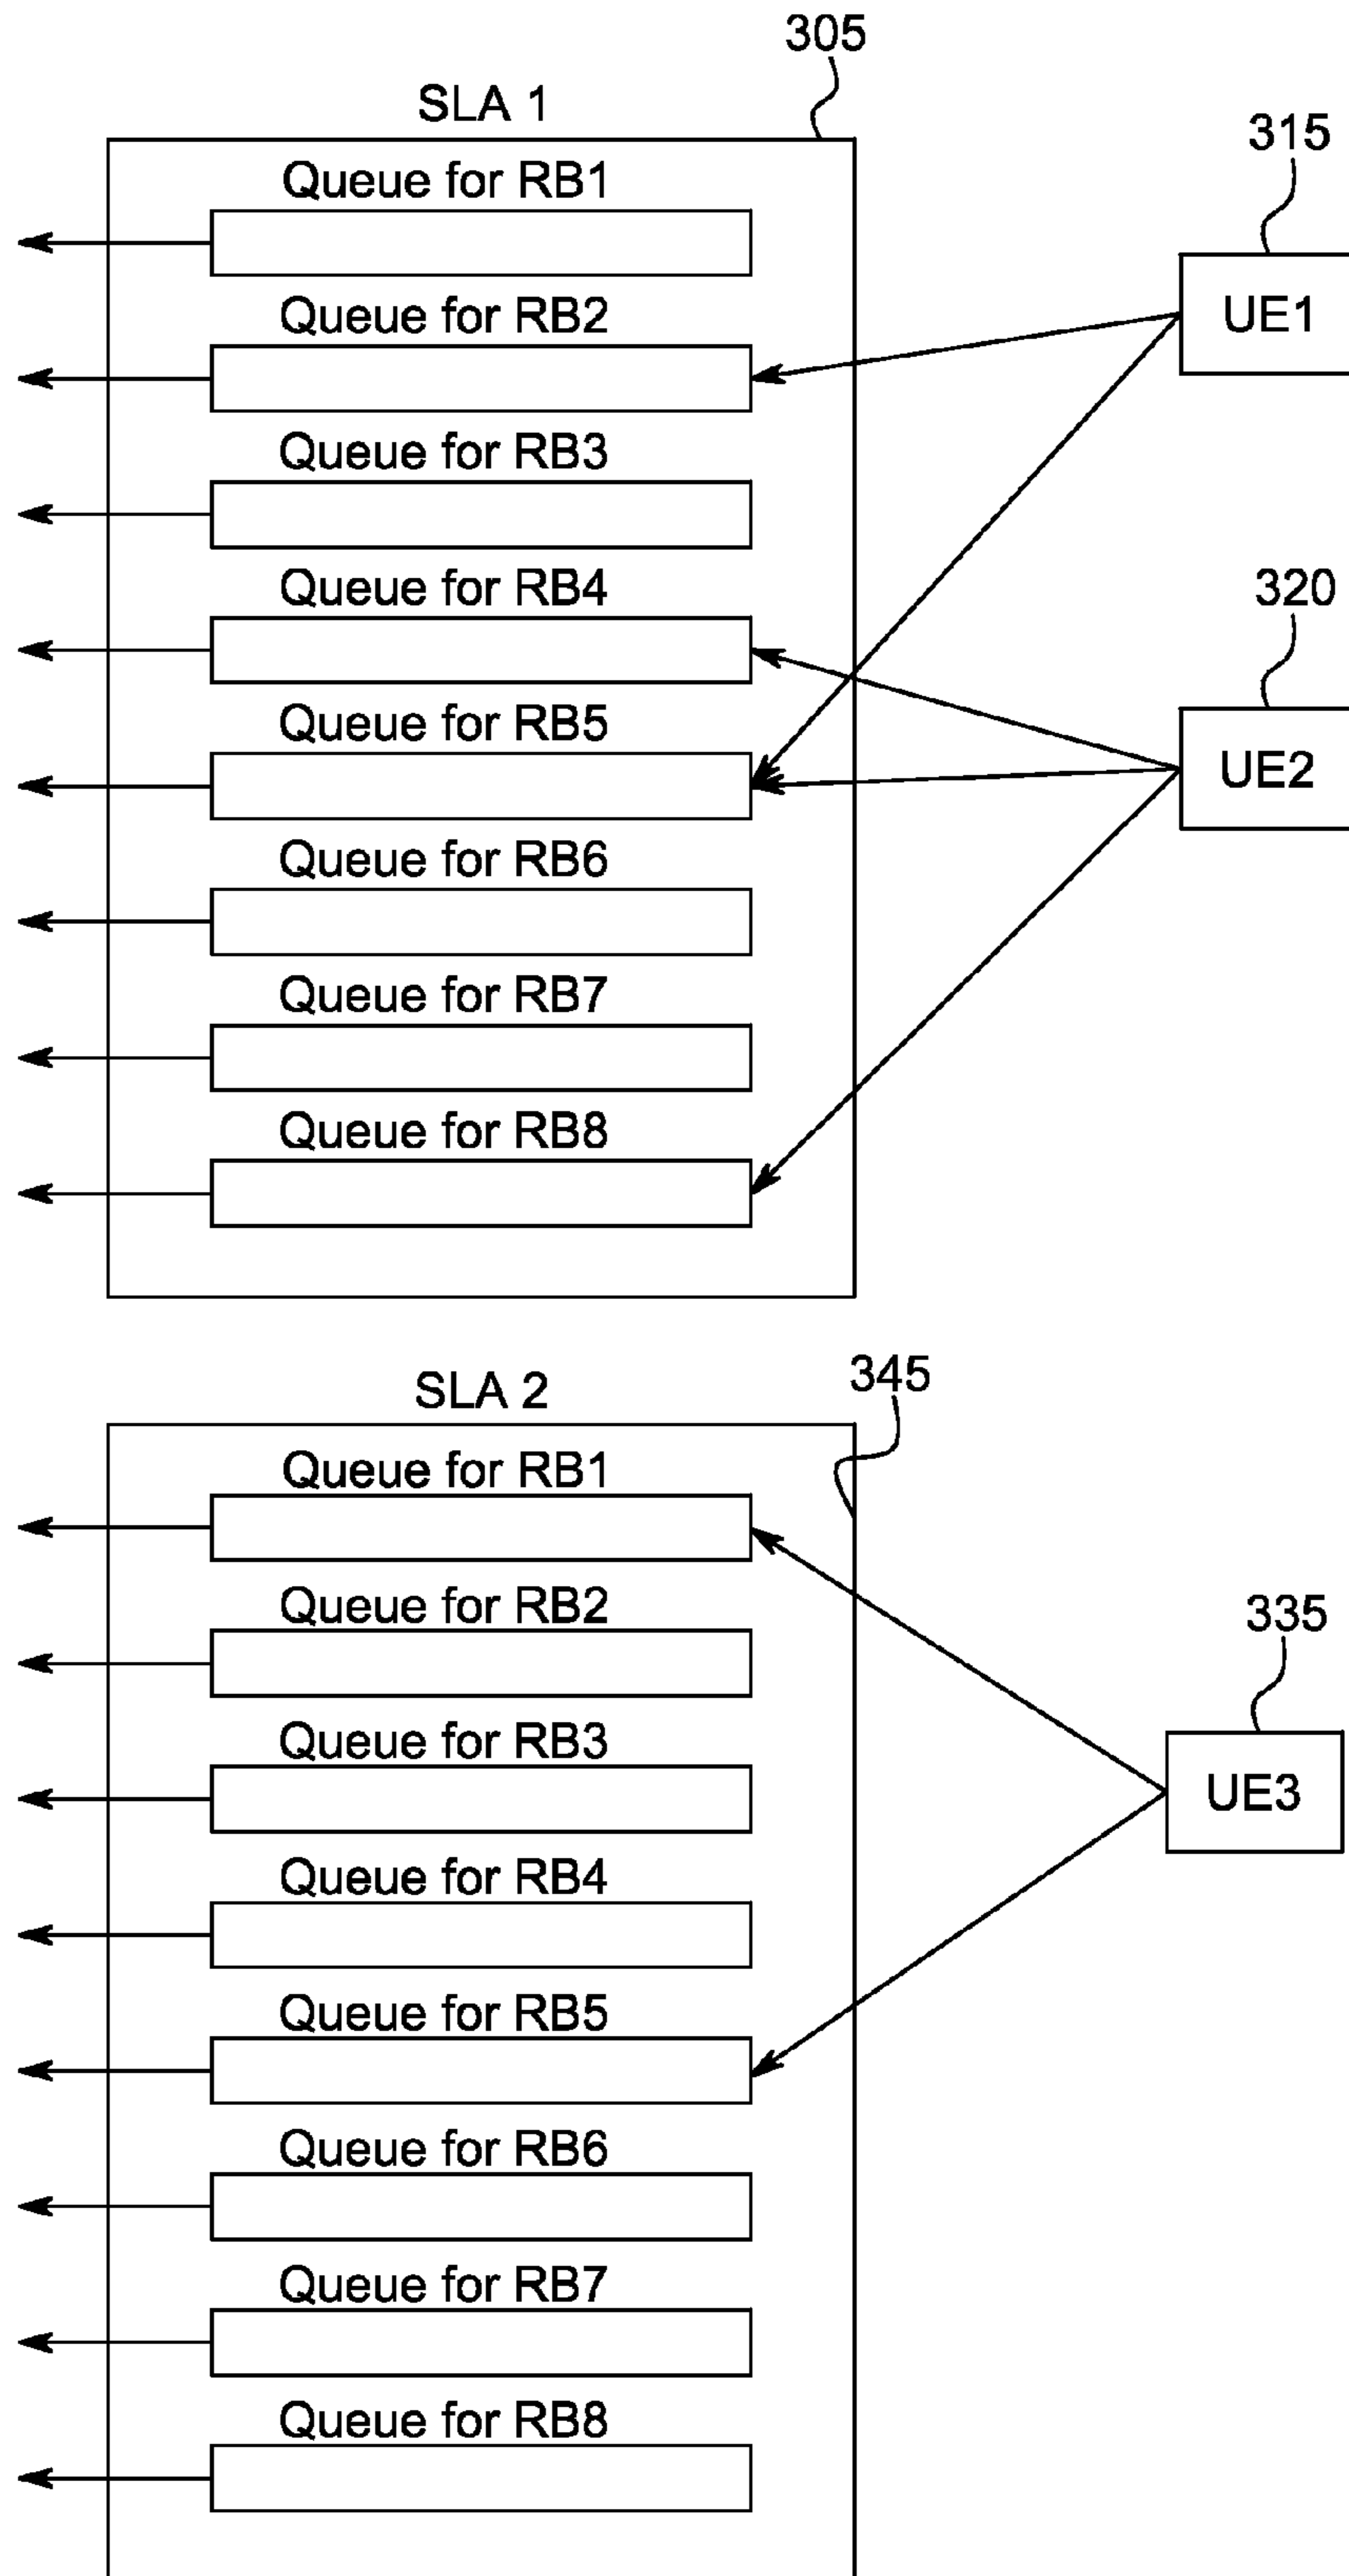 305
SLA 1
315
Queue for RB1
UE1
Queue for RB2
Queue for RB3
320
Queue for RB4
UE2
Queue for RB5
Queue for RB6
Queue for RB7
Queue for RB8
345
SLA 2
Queue for RB1
335
Queue for RB2
UE3
Queue for RB3
Queue for RB4
Queue for RB5
Queue for RB6
Queue for RB7
Queue for RB8